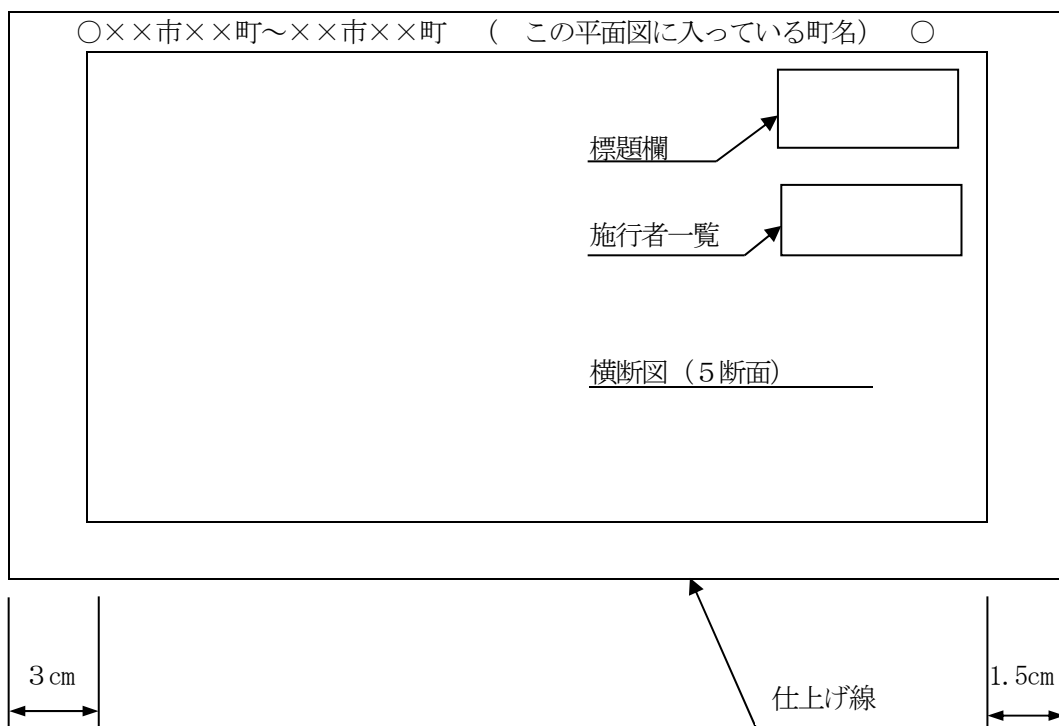 ○××市××町～××市××町 ( この平面図に入っている町名) ○
標題欄
施行者一覧
横断図（５断面）
３cm
仕上げ線
1.5cm